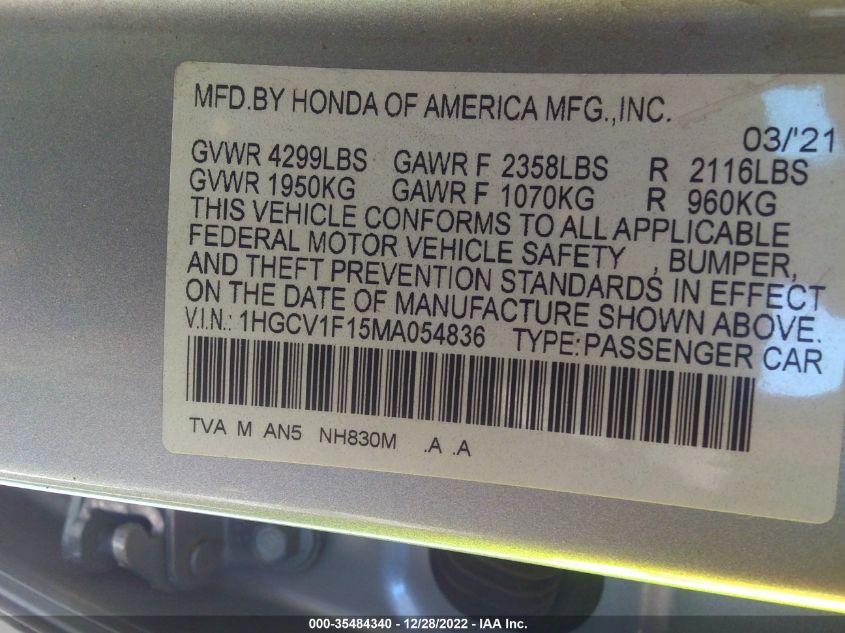 MFD.BY HONDA OF AMERICA MFG.,INC.
03/'21
GVWR 4299LBS GAWR F 2358LBS R 2116LBS
GVWR 1950KG GAWR F 1070KG R 960KG
THIS VEHICLE CONFORMS TO ALL APPLICABLE
FEDERAL MOTOR VEHICLE SAFETY , BUMPER,
AND THEFT PREVENTION STANDARDS IN EFFECT
ON THE DATE OF MANUFACTURE SHOWN ABOVE.
V.I.N.: 1HGCV1F15MA054836 TYPE:PASSENGER CAR
TVA M AN5 NH830M .A .A
000-35484340 - 12/28/2022 - IAA Inc.